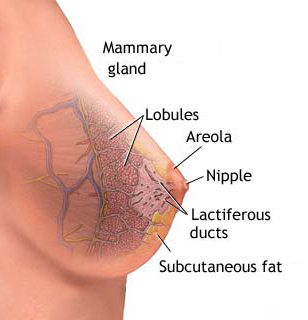 Mammary
gland
Lobules
Areola
Nipple
Lactiferous
ducts
Subcutaneous fat